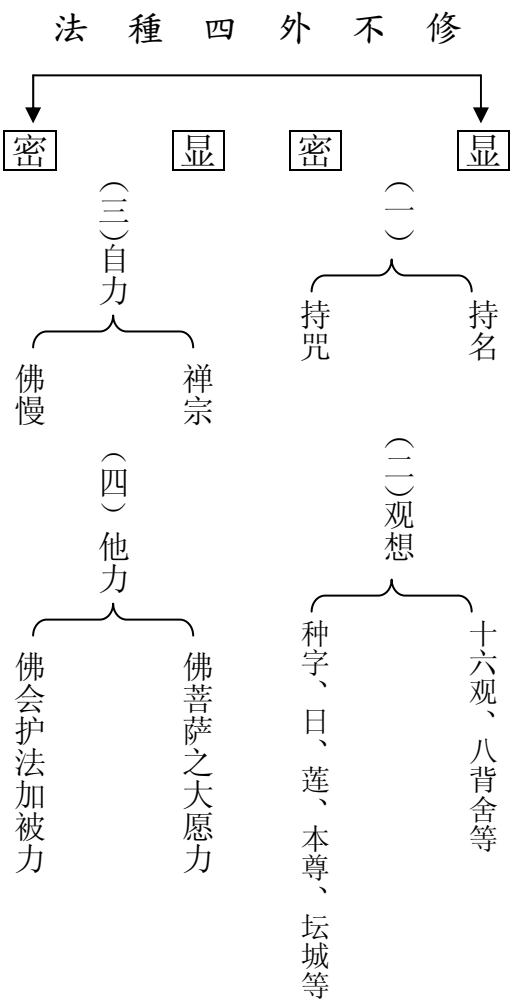 修不外四種法
显
密
显
密
（一）
持名
持咒
（二）观想
十六观、八背舍等
种字、日、莲、本尊、坛城等
（三）自力
禅宗
佛慢
（四）他力
佛菩萨之大愿力
佛会护法加被力